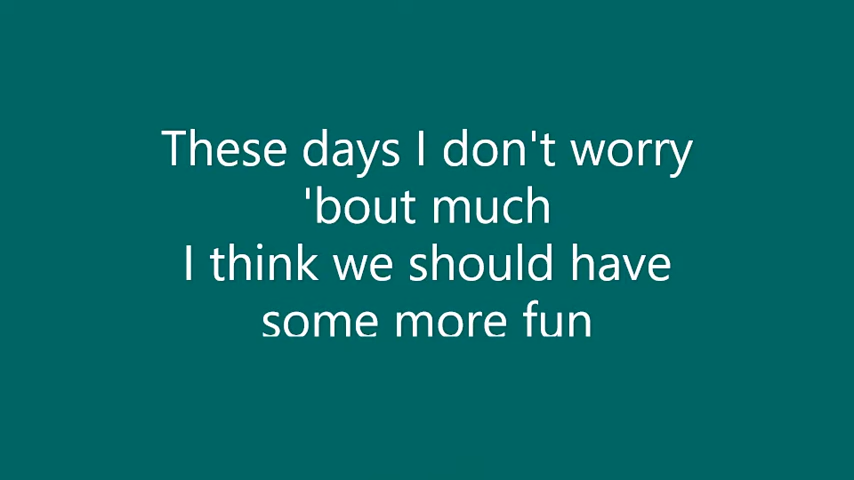 These days I don't worry
'bout much
I think we should have
some more fun